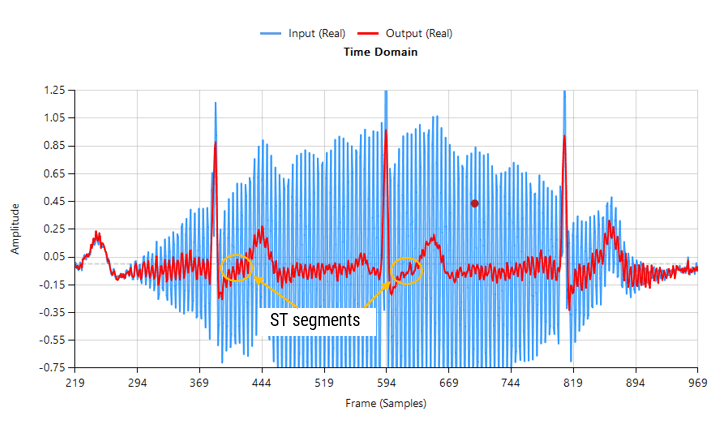 Input (Real) Output (Real)
Time Domain
1.25
1.05
0.85
0.65
0.45
0.25
0.05
-0.15
-0.35
-0.55
-0.75
Amplitude
ST segments
219 294 369 444 519 594 669 744 819 894 969
Frame (Samples)